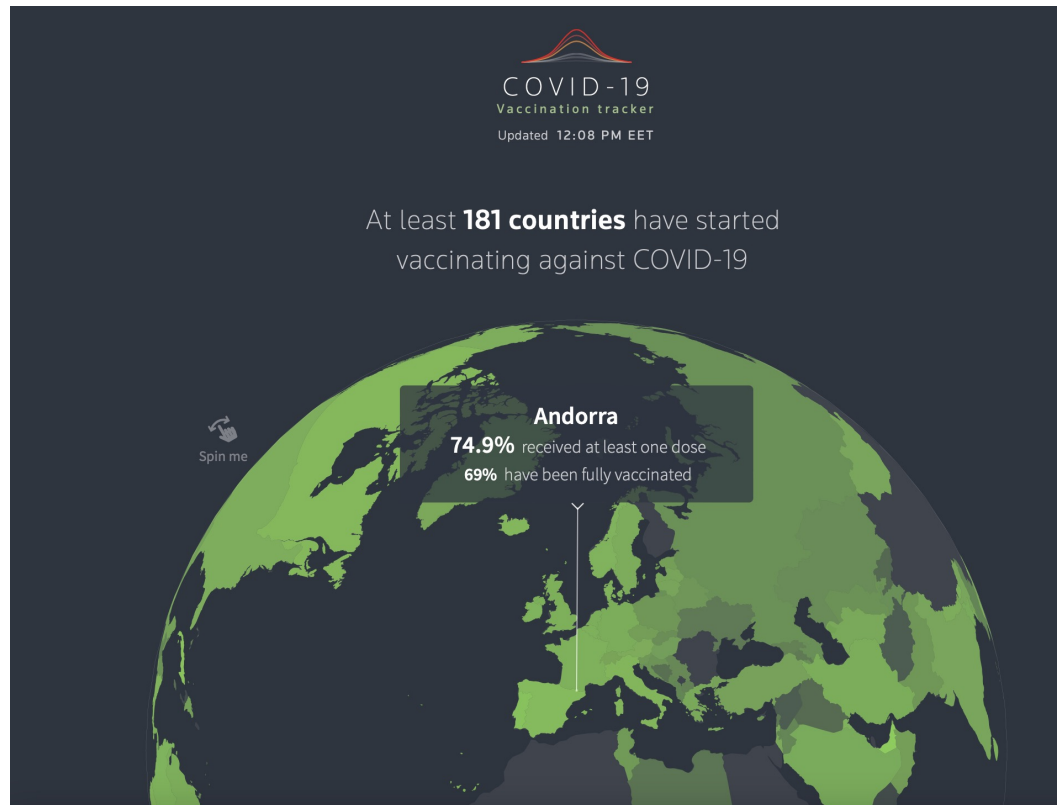 COVID-19
Vaccination tracker
Updated 12:08 PM EET
At least 181 countries have started
vaccinating against COVID-19
Andorra
74.9% received at least one dose
69% have been fully vaccinated
Spin me